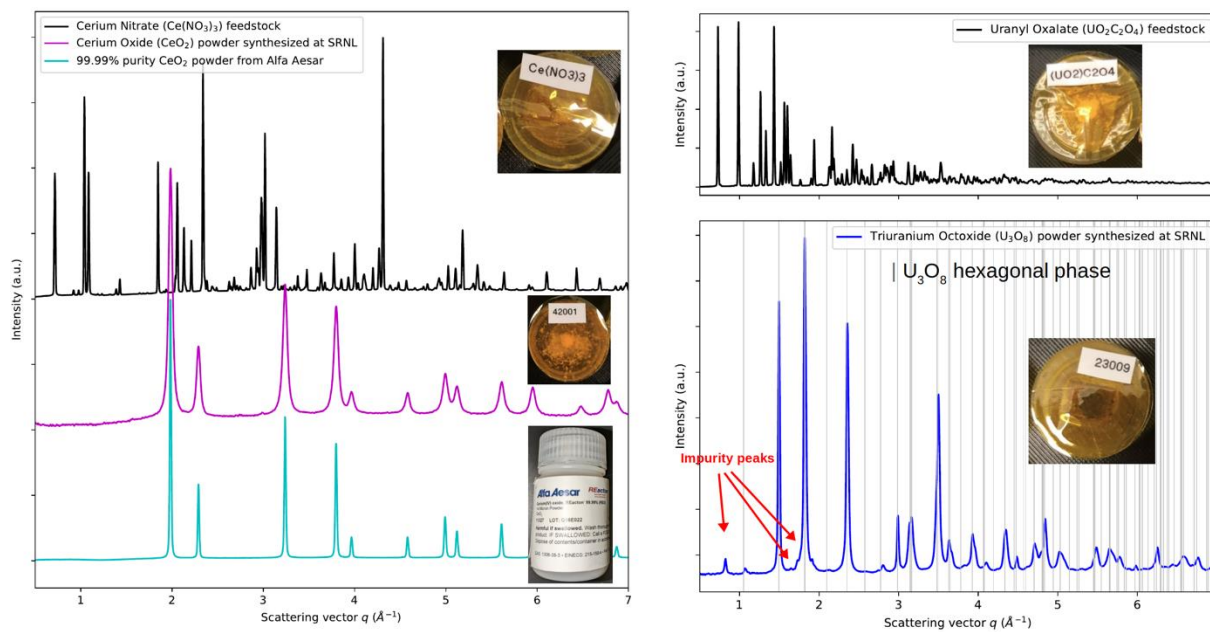 Cerium Nitrate (Ce(NO₃)₃) feedstock
Cerium Oxide (CeO₂) powder synthesized at SRNL
99.99% purity CeO₂ powder from Alfa Aesar
Ce(NO3)3
42001
Alfa Aesar
Intensity (a.u.)
1 2 3 4 5 6 7
Scattering vector q (Å⁻¹)
Uranyl Oxalate (UO₂C₂O₄) feedstock
(UO2)C2O4
Intensity (a.u.)
Triuranium Octoxide (U₃O₈) powder synthesized at SRNL
| U₃O₈ hexagonal phase
23009
Impurity peaks
Intensity (a.u.)
1 2 3 4 5 6
Scattering vector q (Å⁻¹)